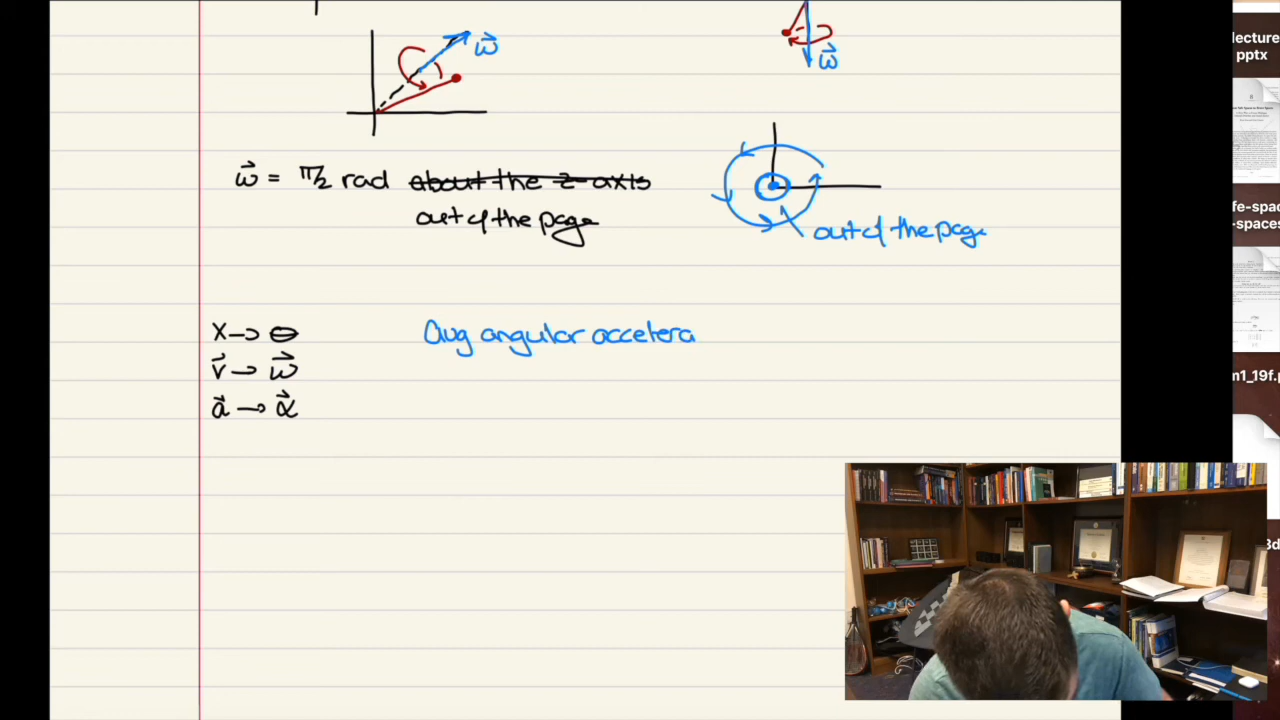 ω⃗
ω⃗
ω⃗ = π/2 rad about the z-axis
out of the page
out of the page
x → θ
v⃗ → ω⃗
a⃗ → α⃗
Avg angular accelera
lecture
pptx
fe-spac
-spaces
m1_19f.p